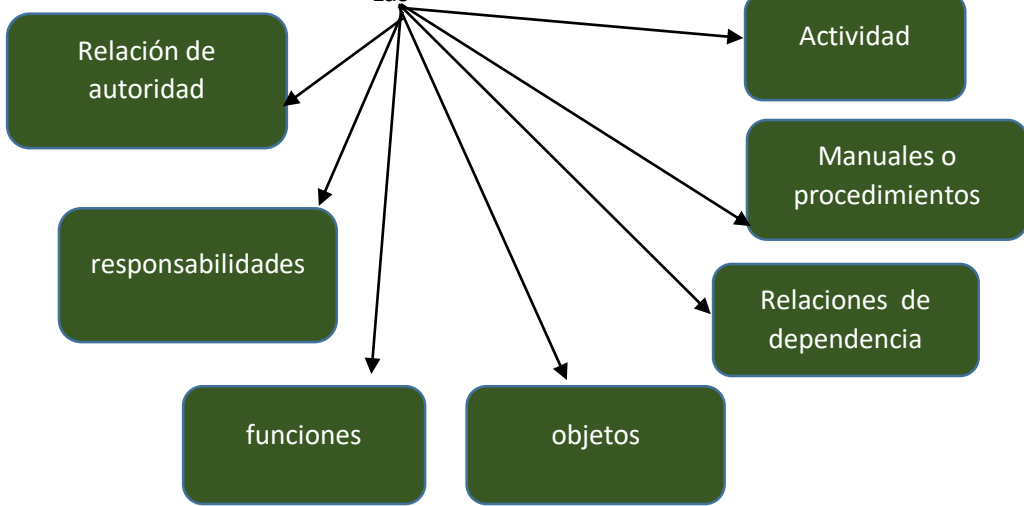 Relación de
autoridad
Actividad
Manuales o
procedimientos
responsabilidades
Relaciones de
dependencia
funciones
objetos